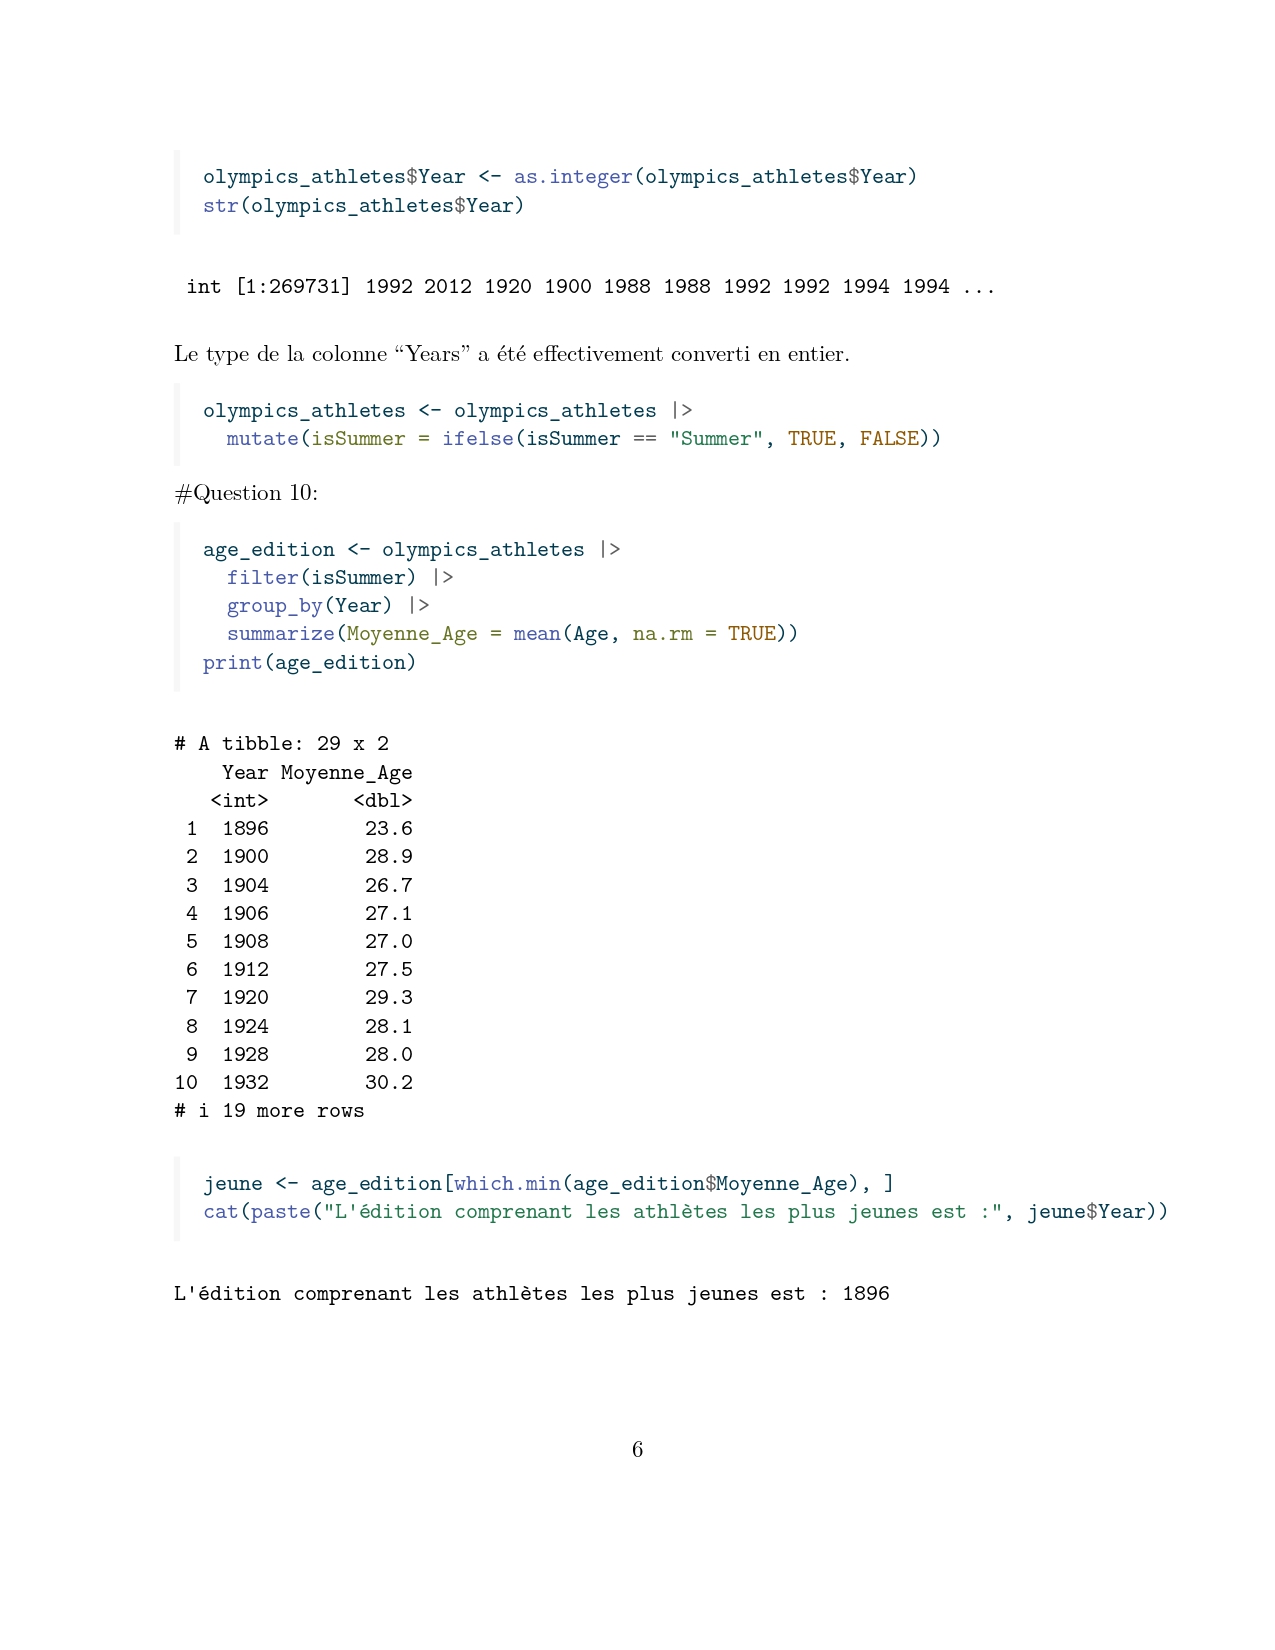 olympics_athletes$Year <- as.integer(olympics_athletes$Year)
str(olympics_athletes$Year)
int [1:269731] 1992 2012 1920 1900 1988 1988 1992 1992 1994 1994 ...
Le type de la colonne “Years” a été effectivement converti en entier.
olympics_athletes <- olympics_athletes |>
  mutate(isSummer = ifelse(isSummer == "Summer", TRUE, FALSE))
#Question 10:
age_edition <- olympics_athletes |>
  filter(isSummer) |>
  group_by(Year) |>
  summarize(Moyenne_Age = mean(Age, na.rm = TRUE))
print(age_edition)
# A tibble: 29 x 2
    Year Moyenne_Age
   <int>       <dbl>
 1  1896        23.6
 2  1900        28.9
 3  1904        26.7
 4  1906        27.1
 5  1908        27.0
 6  1912        27.5
 7  1920        29.3
 8  1924        28.1
 9  1928        28.0
10  1932        30.2
# i 19 more rows
jeune <- age_edition[which.min(age_edition$Moyenne_Age), ]
cat(paste("L'édition comprenant les athlètes les plus jeunes est :", jeune$Year))
L'édition comprenant les athlètes les plus jeunes est : 1896
6